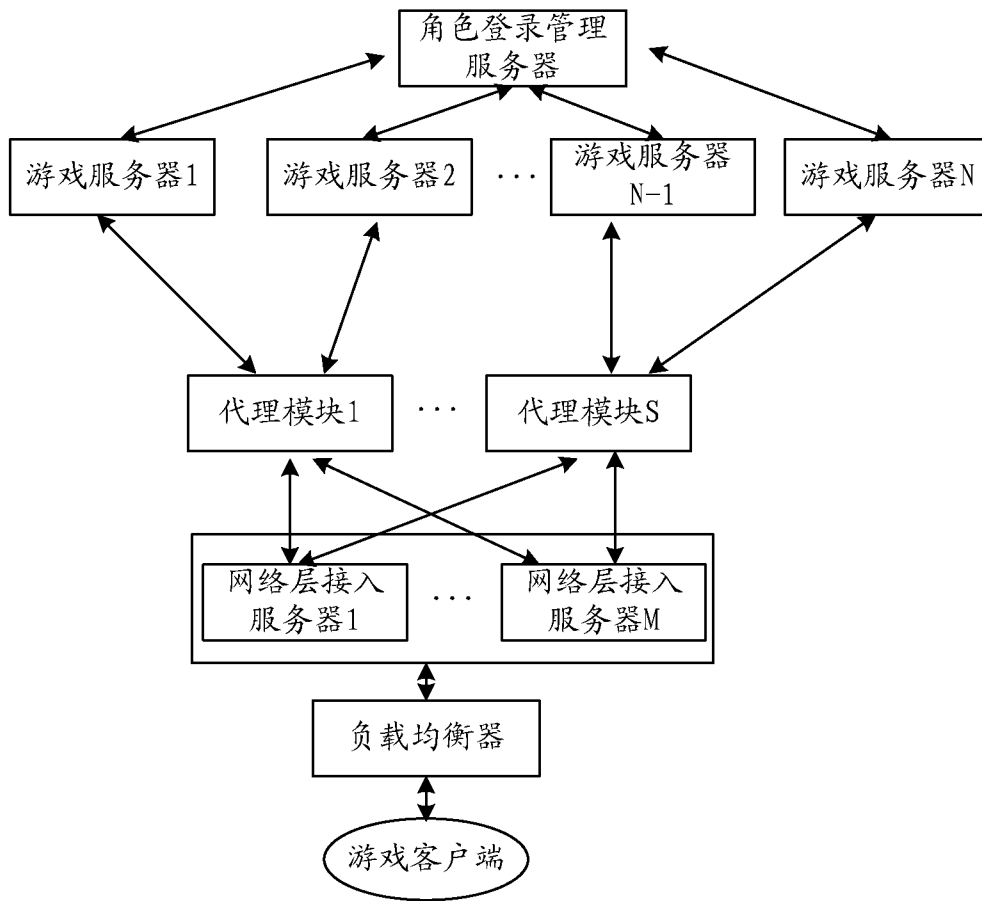 角色登录管理
服务器
游戏服务器1
游戏服务器2
...
游戏服务器
N-1
游戏服务器N
代理模块1
...
代理模块S
网络层接入
服务器1
...
网络层接入
服务器M
负载均衡器
游戏客户端